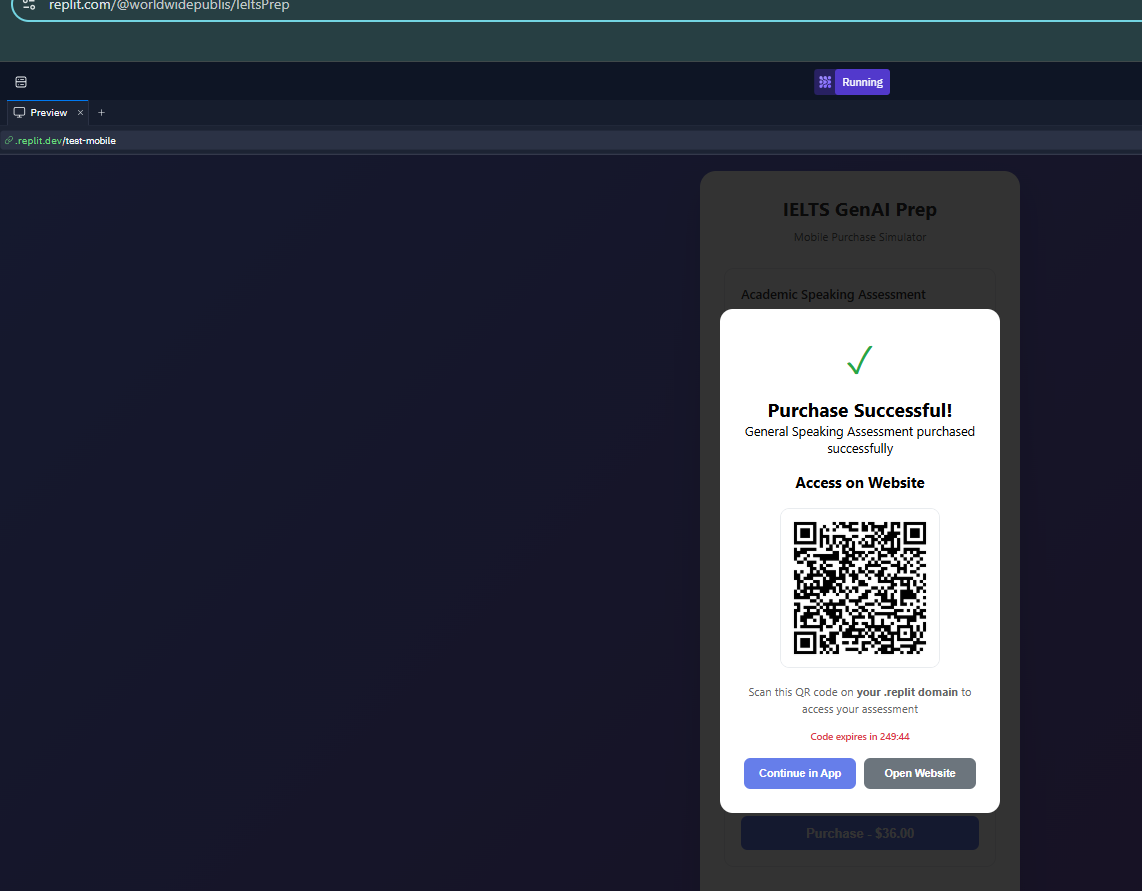 replit.com/@worldwidepublis/IeltsPrep
Running
Preview × +
.replit.dev/test-mobile
IELTS GenAI Prep
Mobile Purchase Simulator
Academic Speaking Assessment
✓
Purchase Successful!
General Speaking Assessment purchased
successfully
Access on Website
Scan this QR code on your .replit domain to
access your assessment
Code expires in 249:44
Continue in App
Open Website
Purchase - $36.00